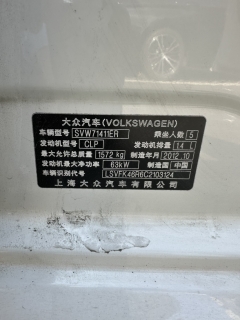 大众汽车(VOLKSWAGEN)
车辆型号 SVW71411ER 乘坐人数 5
发动机型号 CLP 发动机排量 1.4 L
最大允许总质量 1572 kg 制造年月 2012.10
发动机最大净功率 63kW 制造国 中国
车辆识别代号 LSVFK46R6C2103124
上海大众汽车有限公司